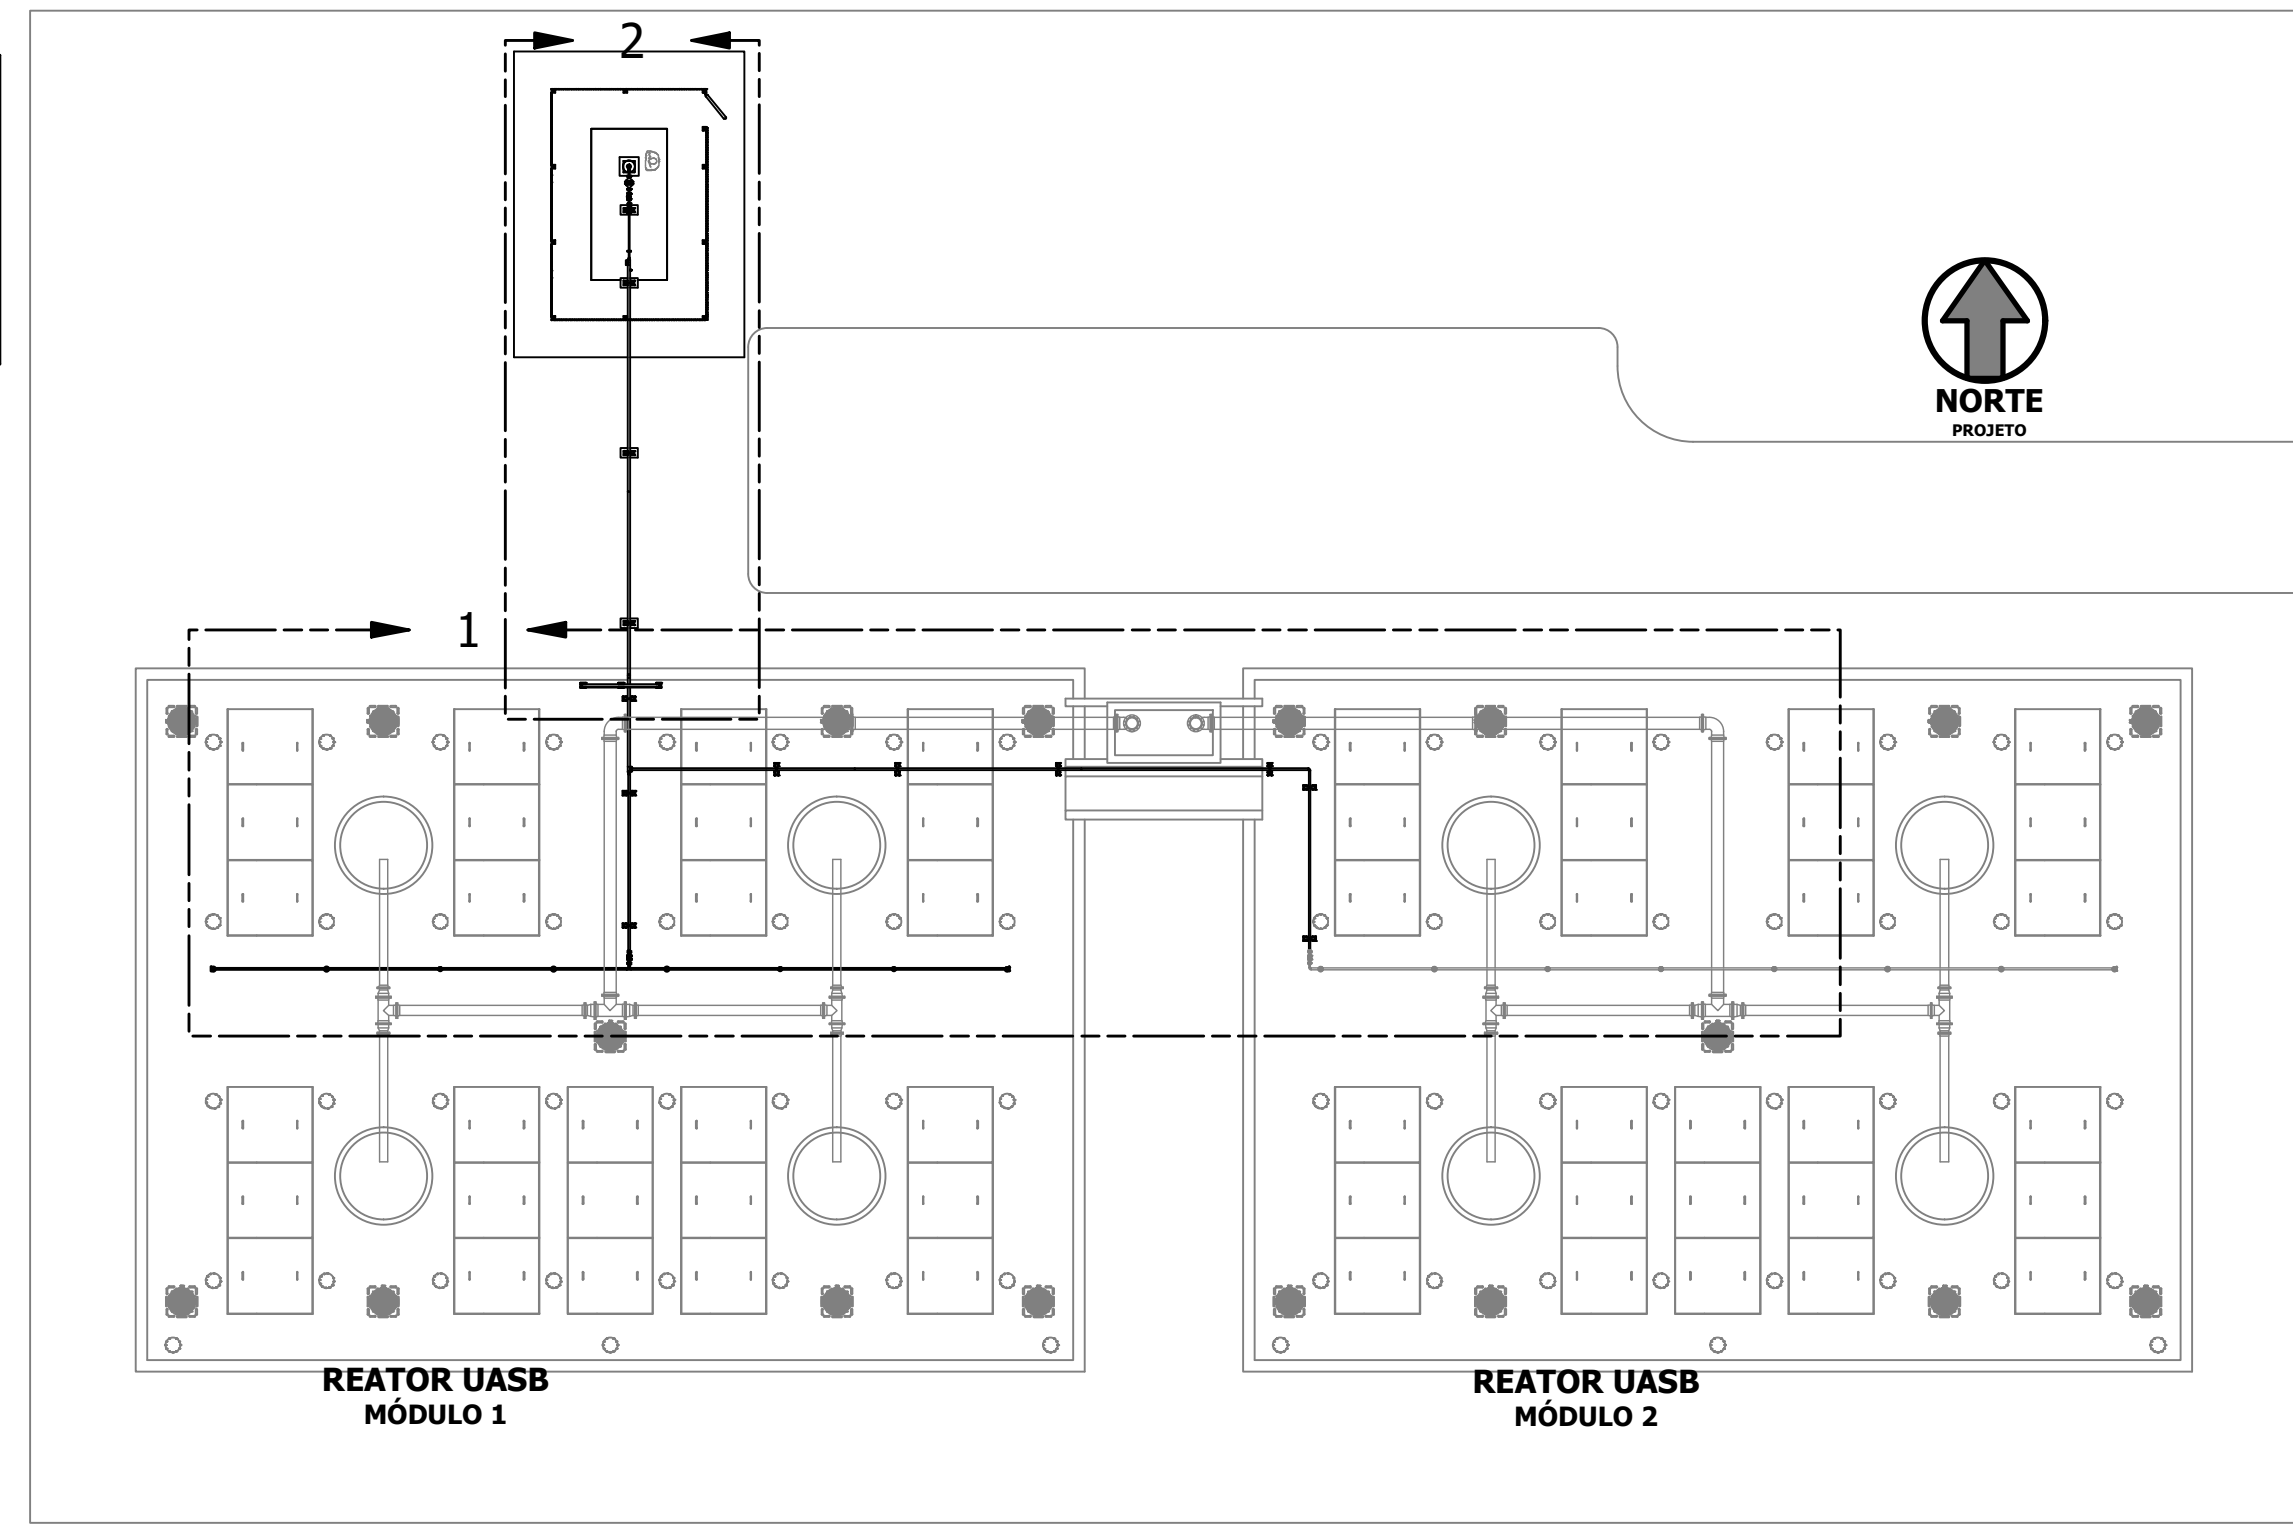 2
NORTE
PROJETO
1
REATOR UASB
MÓDULO 1
REATOR UASB
MÓDULO 2